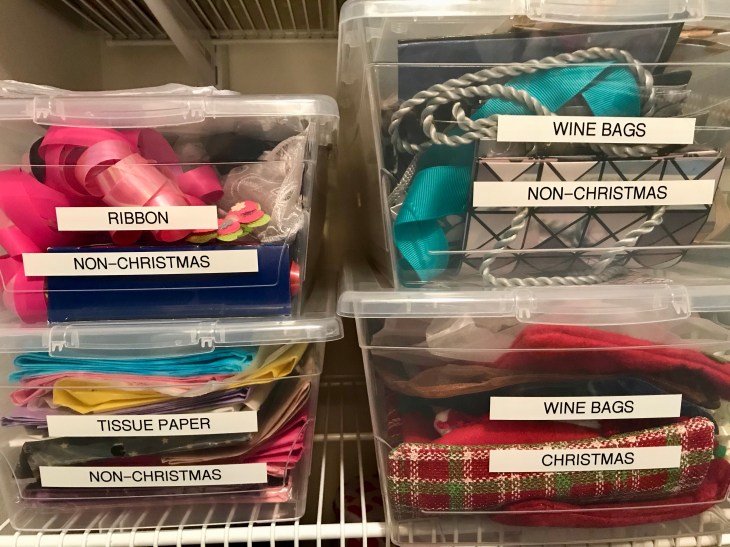 RIBBON
NON-CHRISTMAS
WINE BAGS
NON-CHRISTMAS
TISSUE PAPER
NON-CHRISTMAS
WINE BAGS
CHRISTMAS